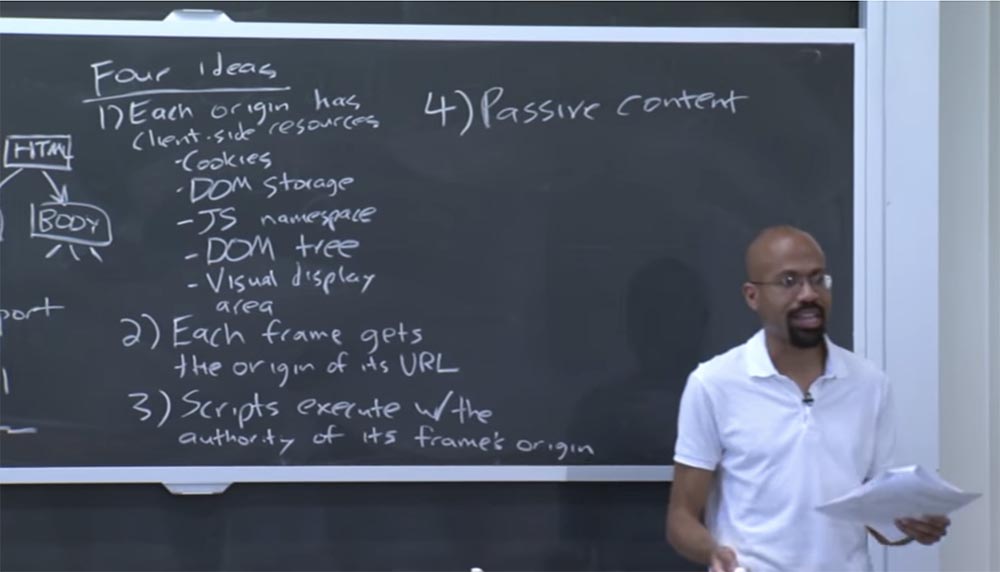 Four ideas
1) Each origin has
client-side resources
-Cookies
-DOM storage
-JS namespace
-DOM tree
-Visual display
area
2) Each frame gets
the origin of its URL
3) Scripts execute w/the
authority of its frame's origin
4) Passive content
HTML
BODY